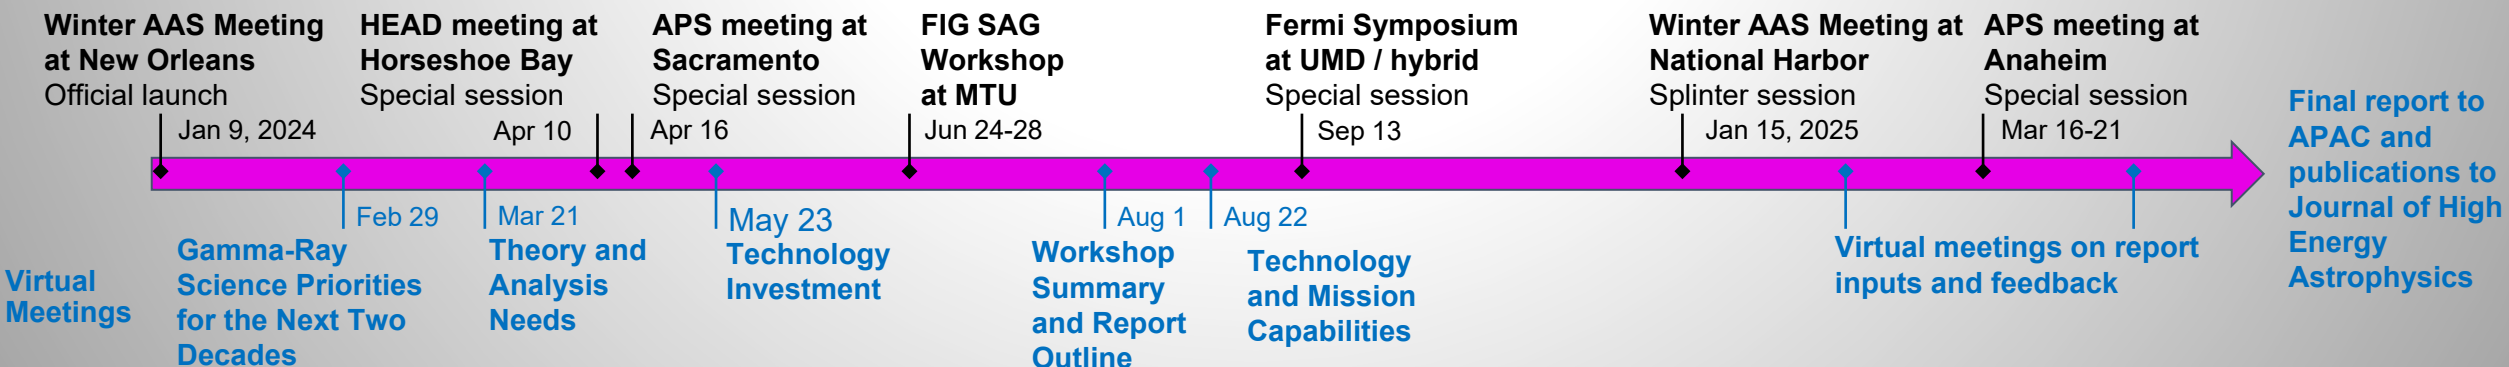 Winter AAS Meeting
at New Orleans
Official launch
Jan 9, 2024
HEAD meeting at
Horseshoe Bay
Special session
Apr 10
APS meeting at
Sacramento
Special session
Apr 16
FIG SAG
Workshop
at MTU
Jun 24-28
Fermi Symposium
at UMD / hybrid
Special session
Sep 13
Winter AAS Meeting at
National Harbor
Splinter session
Jan 15, 2025
APS meeting at
Anaheim
Special session
Mar 16-21
Final report to
APAC and
publications to
Journal of High
Energy
Astrophysics
Virtual
Meetings
Feb 29
Gamma-Ray
Science Priorities
for the Next Two
Decades
Mar 21
Theory and
Analysis
Needs
May 23
Technology
Investment
Aug 1
Workshop
Summary
and Report
Outline
Aug 22
Technology
and Mission
Capabilities
Virtual meetings on report
inputs and feedback